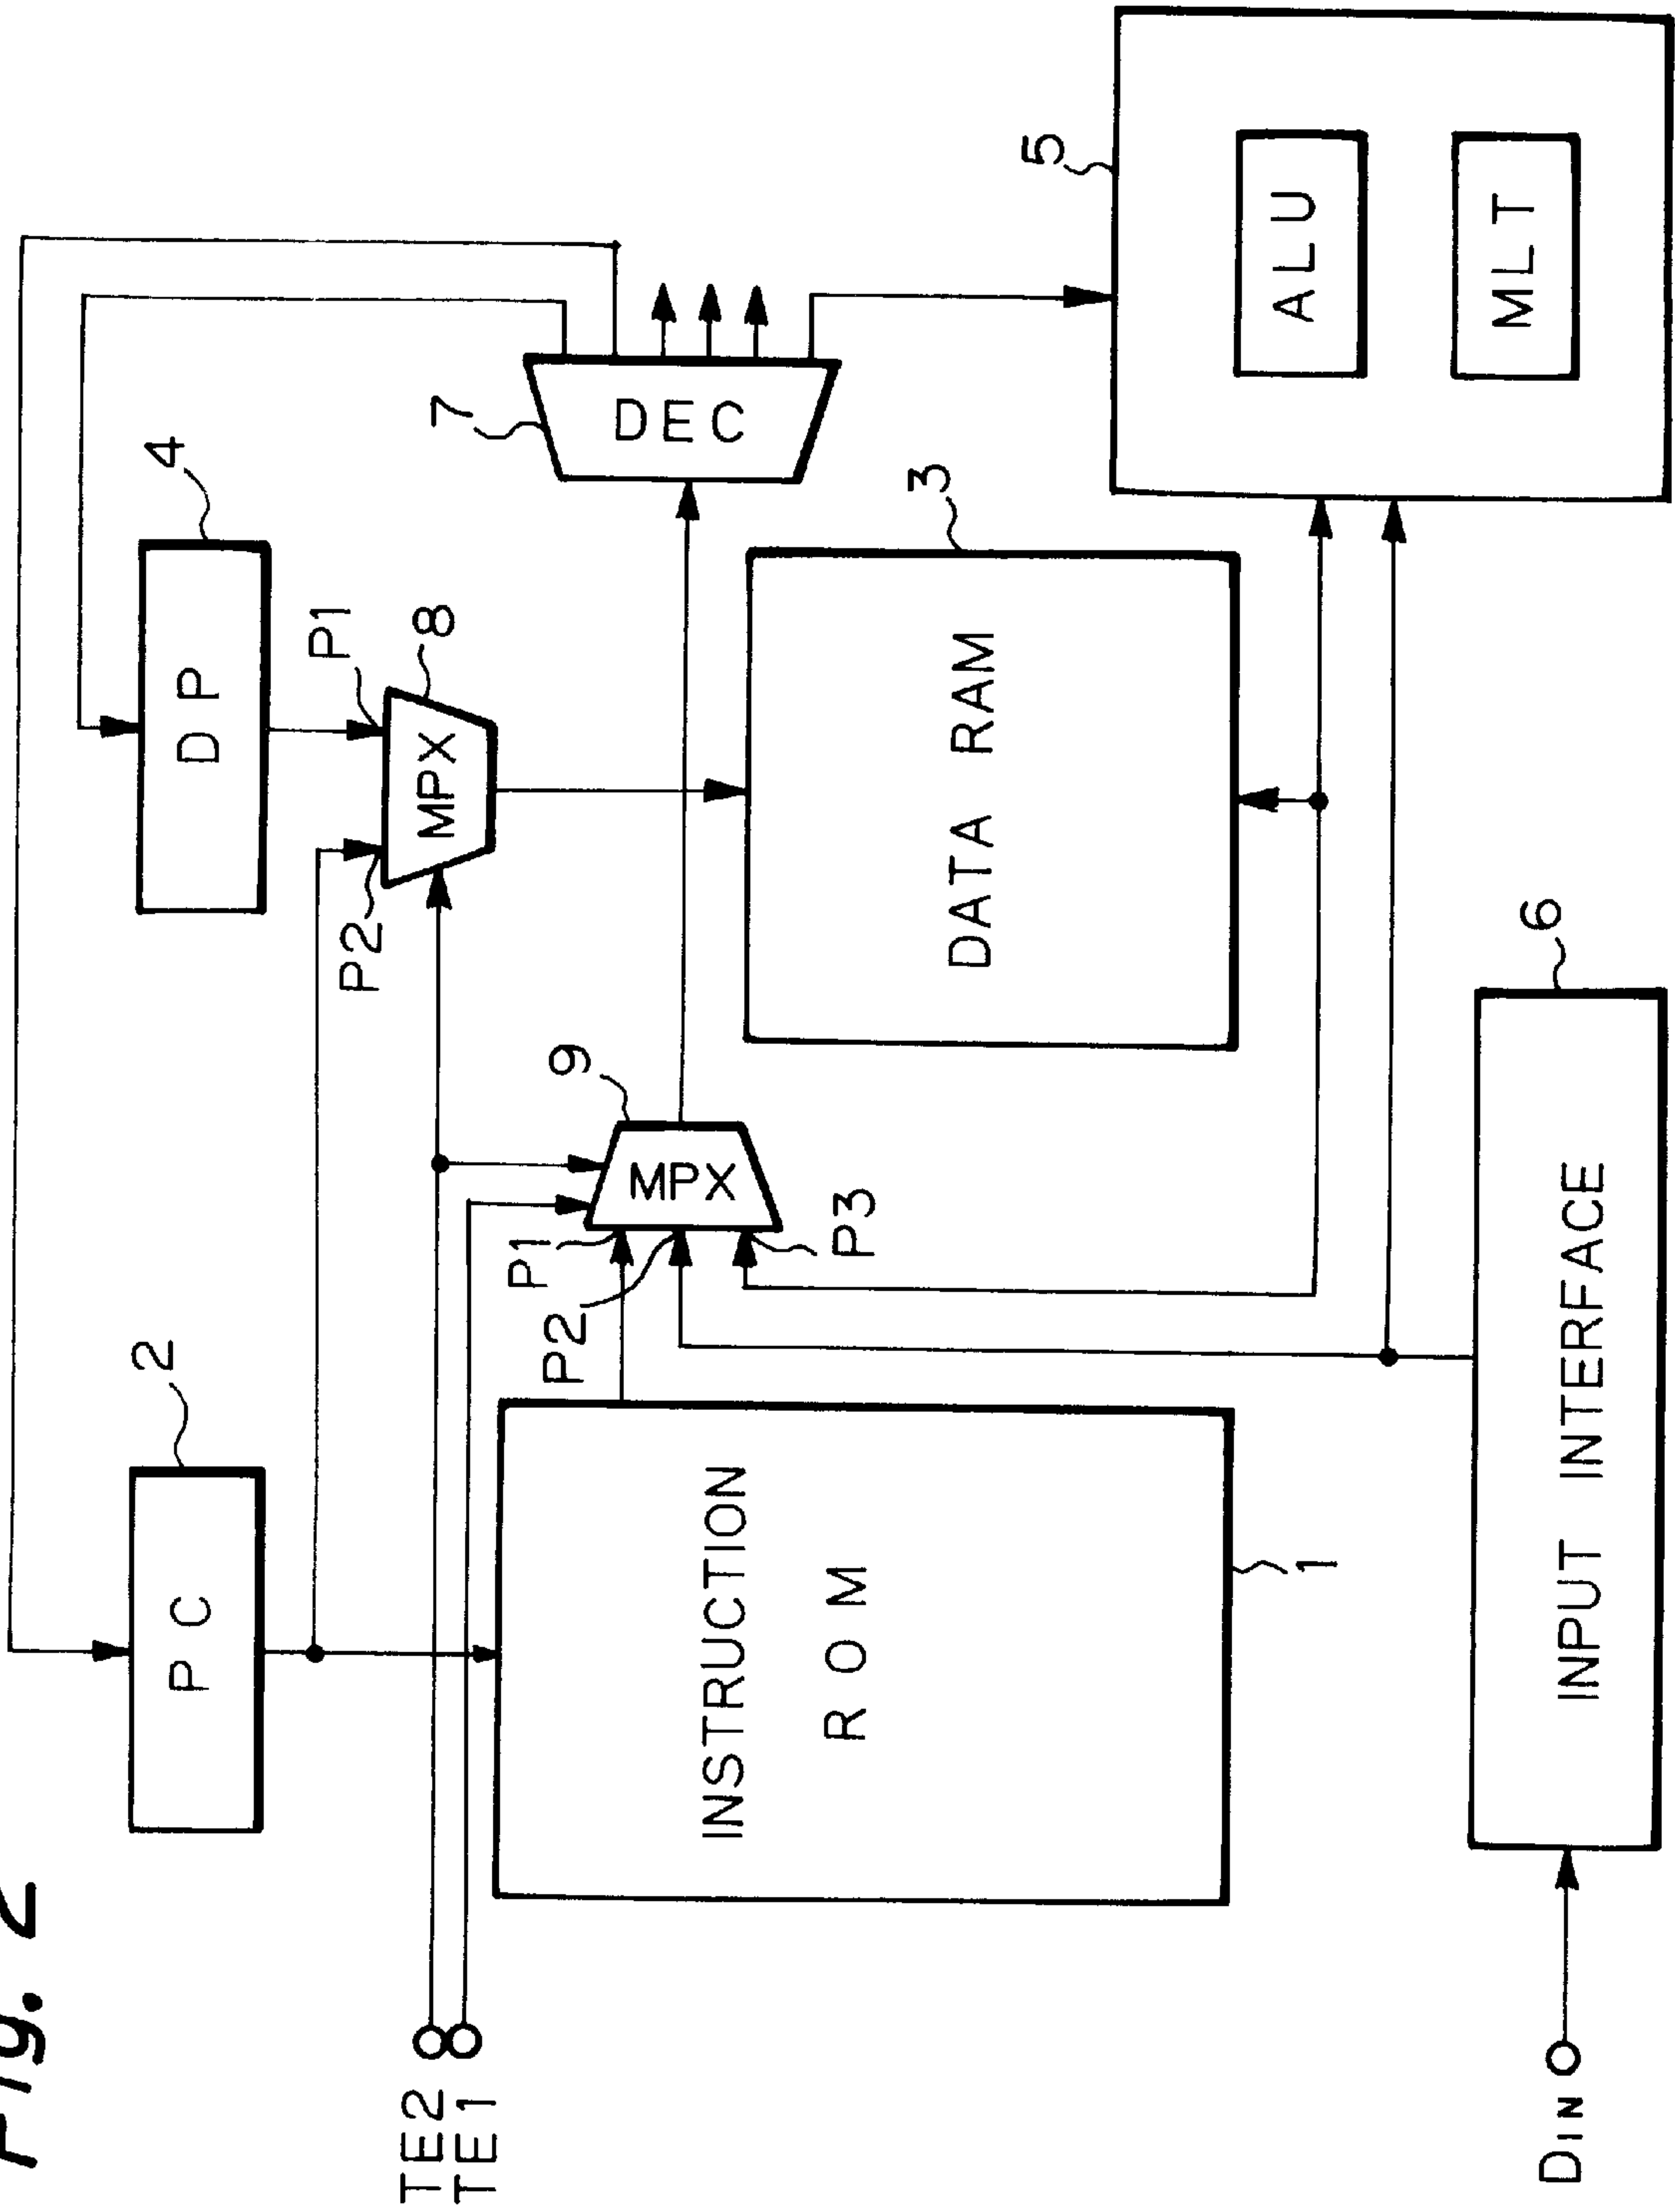 Fig. 2
PC
2
DP
4
TE2
TE1
P2
P1
MPX
8
INSTRUCTION
ROM
1
P1
P2
P3
MPX
9
DATA RAM
3
DEC
7
5
ALU
MLT
DIN
INPUT INTERFACE
6